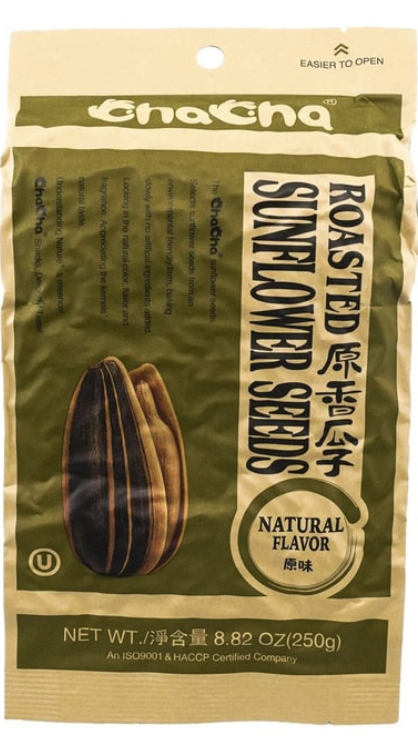 EASIER TO OPEN
ChaCha®
ROASTED 原香瓜子
SUNFLOWER SEEDS
The ChaCha® sunflower seeds.
Selects sunflower seeds from an
environmental friendly farm, baking
slowly with no artificial ingredients added.
Locking in the natural color, flavor and
fragrance. Appreciating the kernels'
natural taste.
Understanding Nature's essence!
ChaCha
NATURAL
FLAVOR
原味
U
NET WT./淨含量 8.82 OZ(250g)
An ISO9001 & HACCP Certified Company